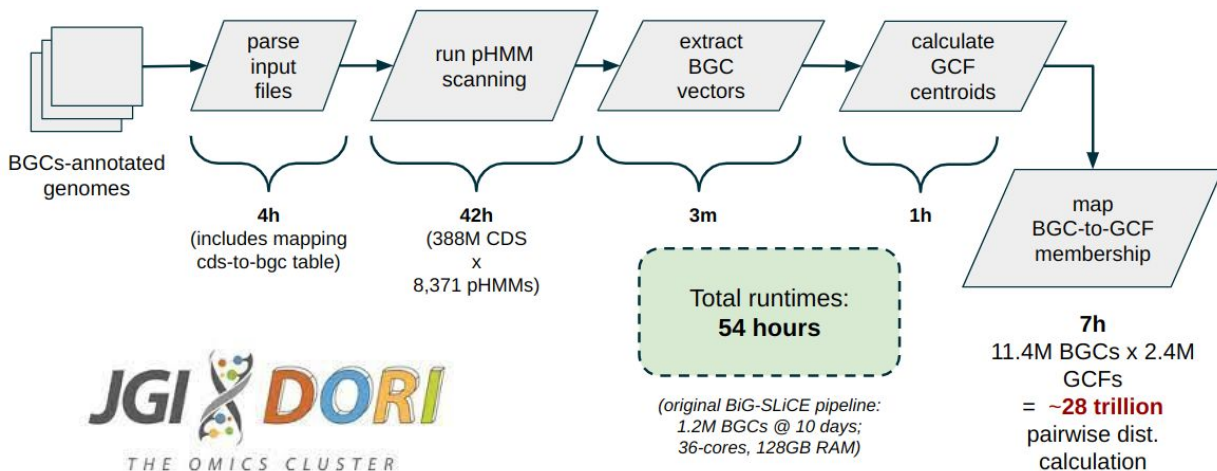 parse
input
files
run pHMM
scanning
extract
BGC
vectors
calculate
GCF
centroids
BGCs-annotated
genomes
4h
(includes mapping
cds-to-bgc table)
42h
(388M CDS
x
8,371 pHMMs)
3m
1h
map
BGC-to-GCF
membership
Total runtimes:
54 hours
7h
11.4M BGCs x 2.4M
GCFs
= ~28 trillion
pairwise dist.
calculation
(original BiG-SLiCE pipeline:
1.2M BGCs @ 10 days;
36-cores, 128GB RAM)
JGI DORI
THE OMICS CLUSTER